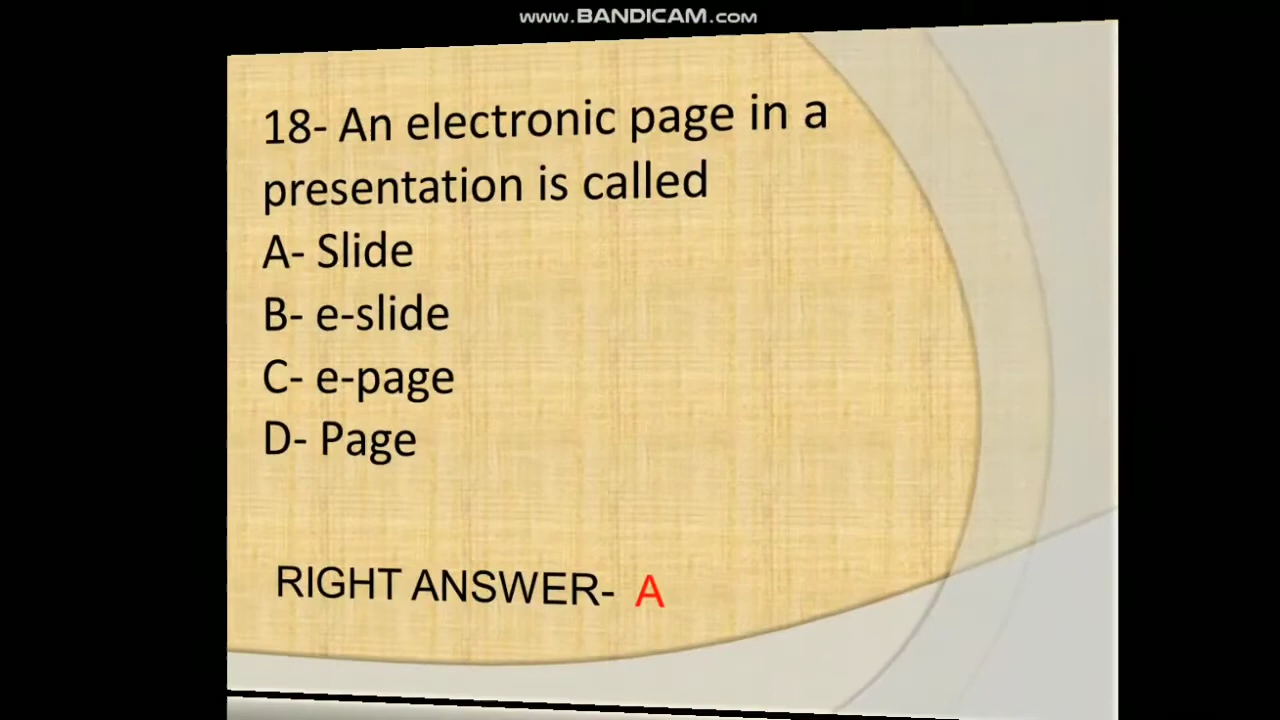 www.BANDICAM.com
18- An electronic page in a
presentation is called
A- Slide
B- e-slide
C- e-page
D- Page
RIGHT ANSWER- A